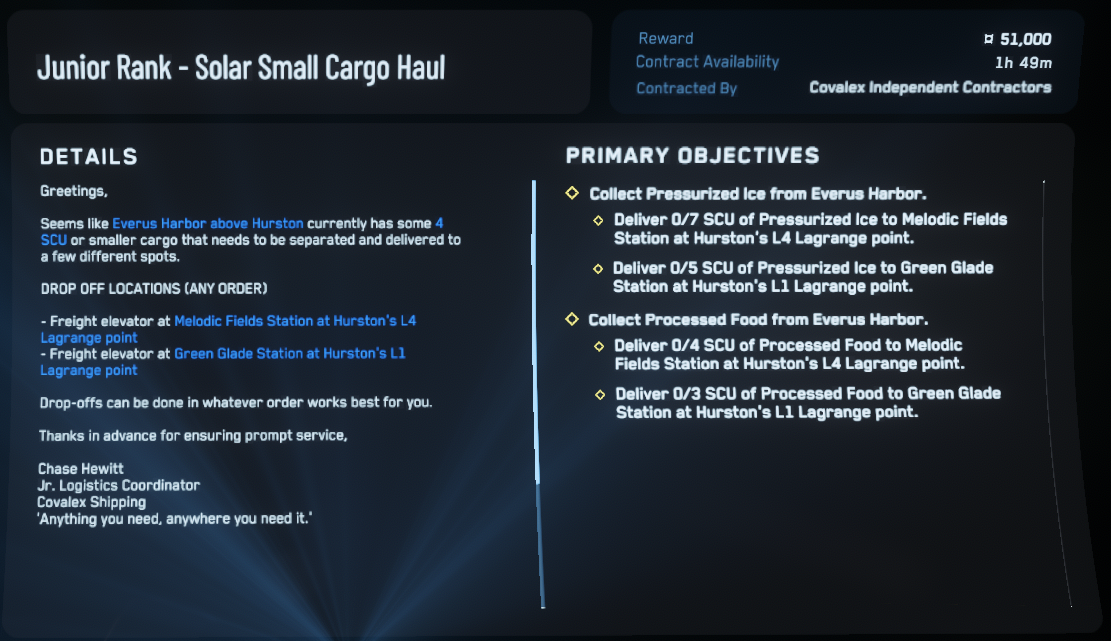 Junior Rank - Solar Small Cargo Haul
Reward ¤ 51,000
Contract Availability 1h 49m
Contracted By Covalex Independent Contractors
DETAILS
Greetings,
Seems like Everus Harbor above Hurston currently has some 4
SCU or smaller cargo that needs to be separated and delivered to
a few different spots.
DROP OFF LOCATIONS (ANY ORDER)
- Freight elevator at Melodic Fields Station at Hurston's L4
Lagrange point
- Freight elevator at Green Glade Station at Hurston's L1
Lagrange point
Drop-offs can be done in whatever order works best for you.
Thanks in advance for ensuring prompt service,
Chase Hewitt
Jr. Logistics Coordinator
Covalex Shipping
'Anything you need, anywhere you need it.'
PRIMARY OBJECTIVES
Collect Pressurized Ice from Everus Harbor.
Deliver 0/7 SCU of Pressurized Ice to Melodic Fields
Station at Hurston's L4 Lagrange point.
Deliver 0/5 SCU of Pressurized Ice to Green Glade
Station at Hurston's L1 Lagrange point.
Collect Processed Food from Everus Harbor.
Deliver 0/4 SCU of Processed Food to Melodic
Fields Station at Hurston's L4 Lagrange point.
Deliver 0/3 SCU of Processed Food to Green Glade
Station at Hurston's L1 Lagrange point.